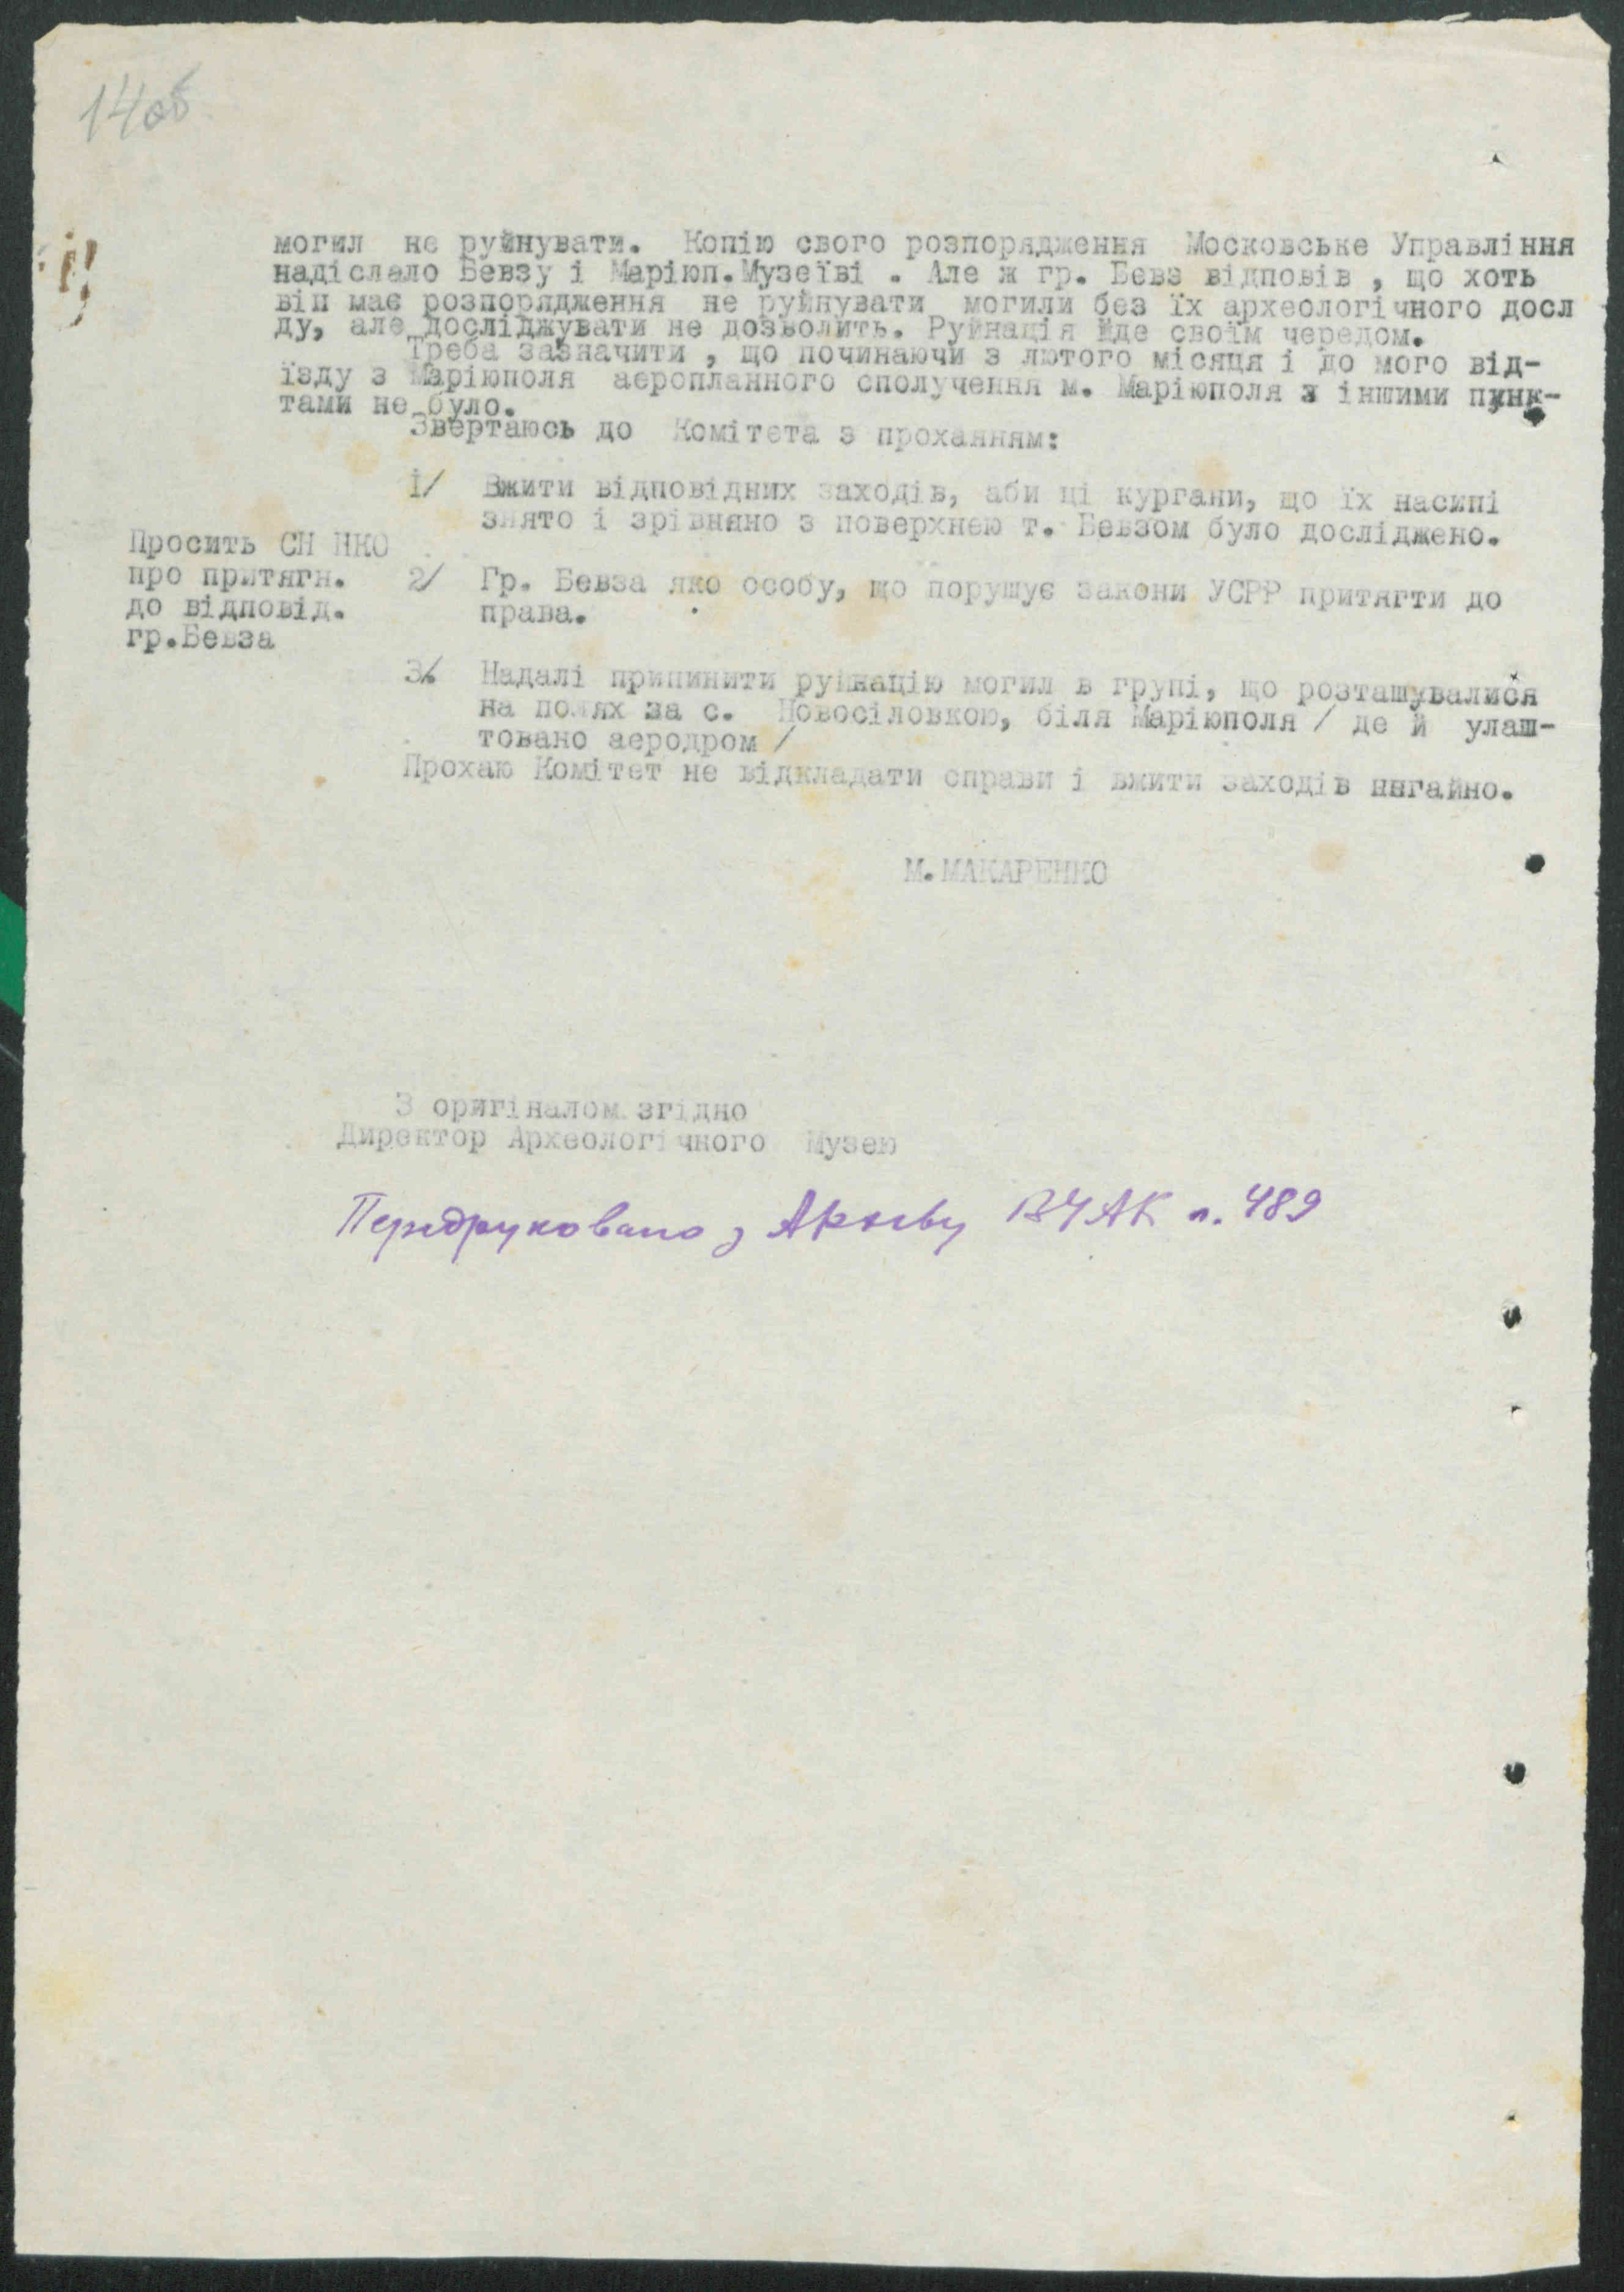 14об
могил не руйнувати. Копію свого розпорядження Московське Управління
надіслало Бевзу і Маріюп.Музеїві . Але ж гр. Бевз відповів , що хоть
він має розпорядження не руйнувати могили без їх археологічного досл
ду, але досліджувати не дозволить. Руйнація йде своїм чередом.
Треба зазначити , що починаючи з лютого місяця і до мого від-
їзду з Маріюполя аеропланного сполучення м. Маріюполя з іншими пунк-
тами не було.
Звертаюсь до Комітета з проханням:
1/ Вжити відповідних заходів, аби ці кургани, що їх насипі
знято і зрівняно з поверхнею т. Бевзом було досліджено.
Просить СН НКО
про притягн.
до відповід.
гр.Бевза
2/ Гр. Бевза яко особу, що порушує закони УСРР притягти до
права.
3/. Надалі припинити руйнацію могил в групі, що розташувалися
на полях за с. Новосіловкою, біля Маріюполя / де й улаш-
товано аеродром /
Прохаю Комітет не відкладати справи і вжити заходів негайно.
М.МАКАРЕНКО
З оригіналом згідно
Директор Археологічного Музею
Передруковано з Архіву ВУАК п. 489